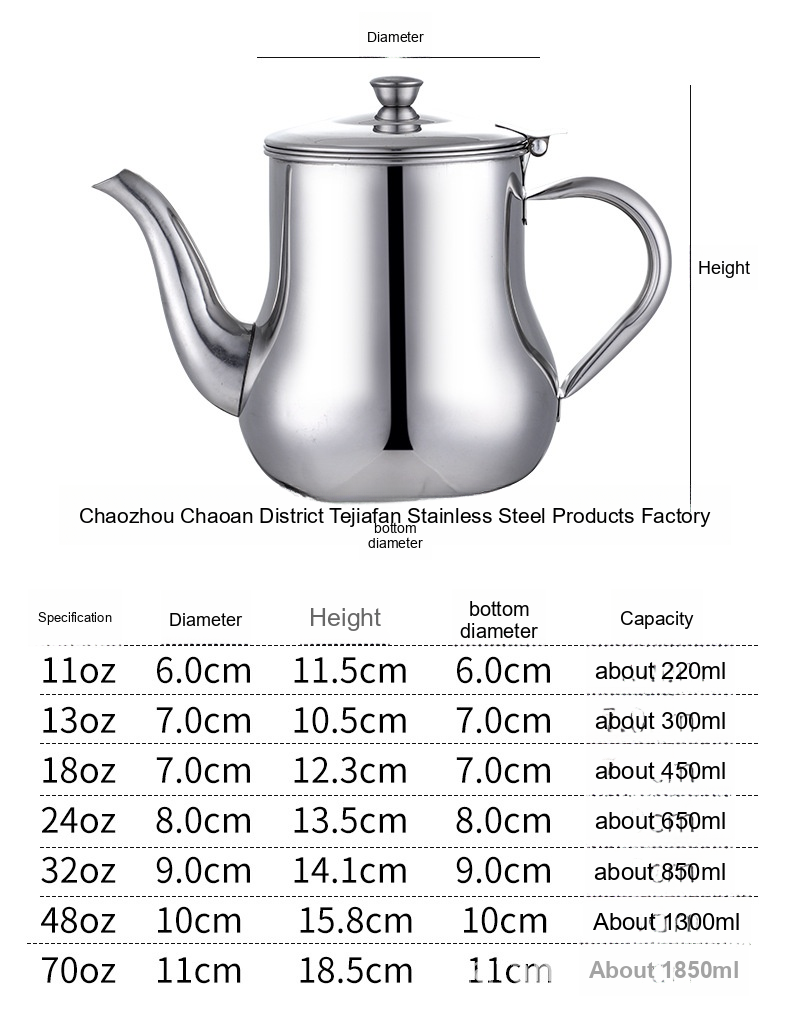 Diameter
Height
Chaozhou Chaoan District Tejiafan Stainless Steel Products Factory
bottom
diameter
Specification Diameter Height bottom diameter Capacity
11oz 6.0cm 11.5cm 6.0cm about 220ml
13oz 7.0cm 10.5cm 7.0cm about 300ml
18oz 7.0cm 12.3cm 7.0cm about 450ml
24oz 8.0cm 13.5cm 8.0cm about 650ml
32oz 9.0cm 14.1cm 9.0cm about 850ml
48oz 10cm 15.8cm 10cm About 1300ml
70oz 11cm 18.5cm 11cm About 1850ml